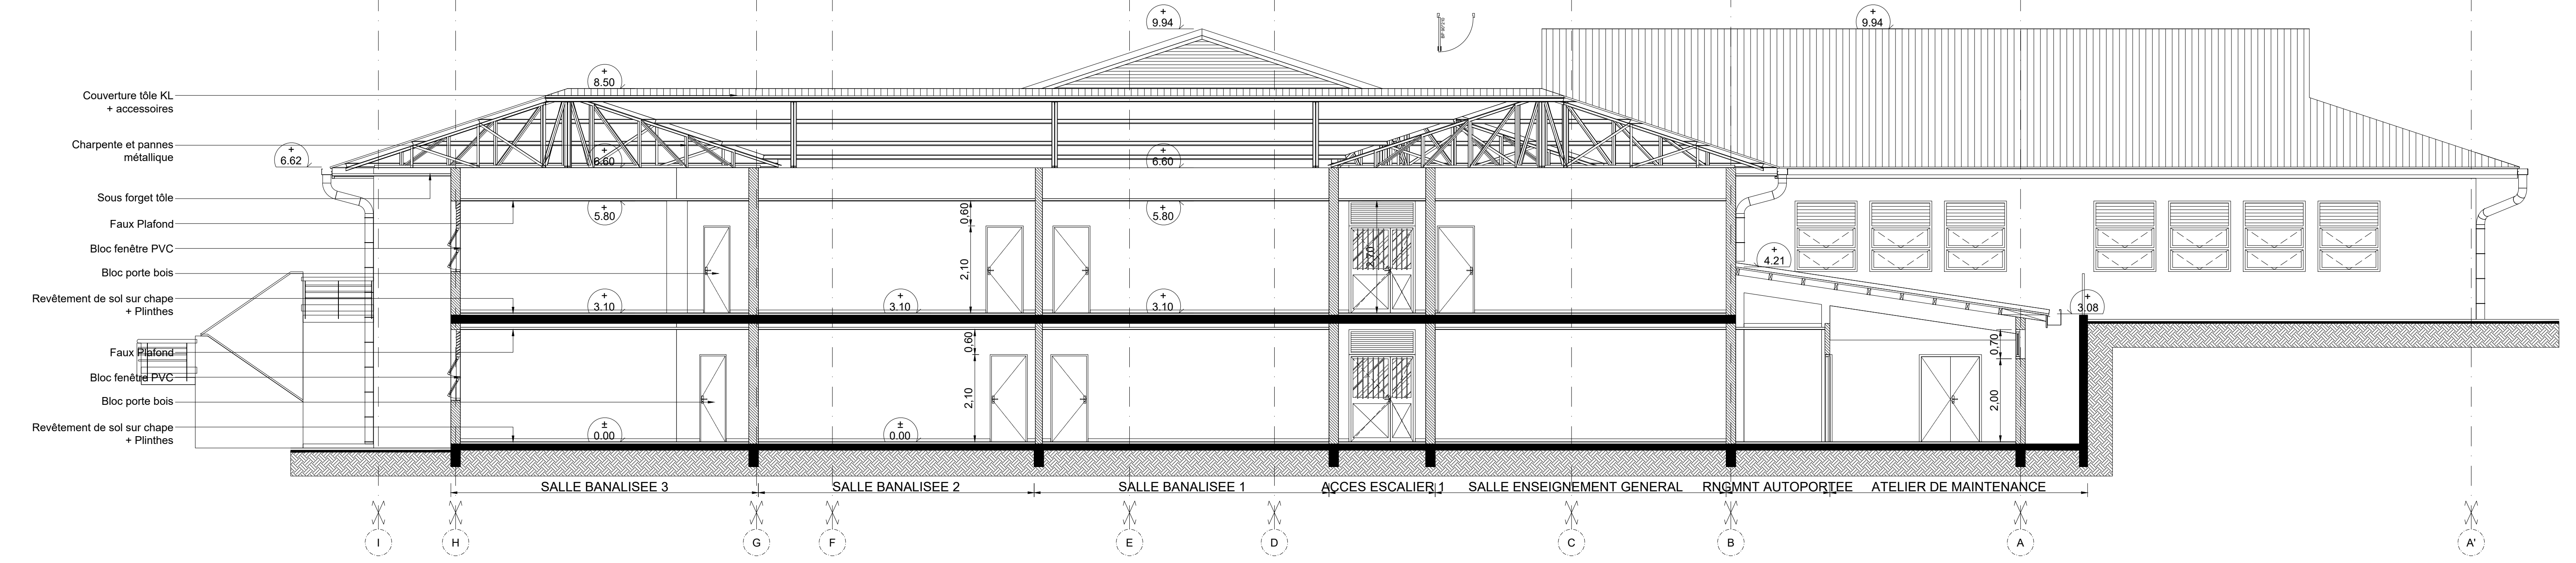 +
9.94
+
9.94
BP 90/210
+
8.50
Couverture tôle KL
+ accessoires
Charpente et pannes
métallique
+
6.62
+
6.60
+
6.60
Sous forget tôle
Faux Plafond
+
5.80
0,60
+
5.80
Bloc fenêtre PVC
2,70
+
4.21
Bloc porte bois
2,10
Revêtement de sol sur chape
+ Plinthes
+
3.10
+
3.10
+
3.10
+
3.08
Faux Plafond
0,60
0,70
Bloc fenêtre PVC
Bloc porte bois
2,10
2,00
Revêtement de sol sur chape
+ Plinthes
±
0.00
±
0.00
SALLE BANALISEE 3
SALLE BANALISEE 2
SALLE BANALISEE 1
ACCES ESCALIER 1
SALLE ENSEIGNEMENT GENERAL
RNGMNT AUTOPORTEE
ATELIER DE MAINTENANCE
I
H
G
F
E
D
C
B
A
A'